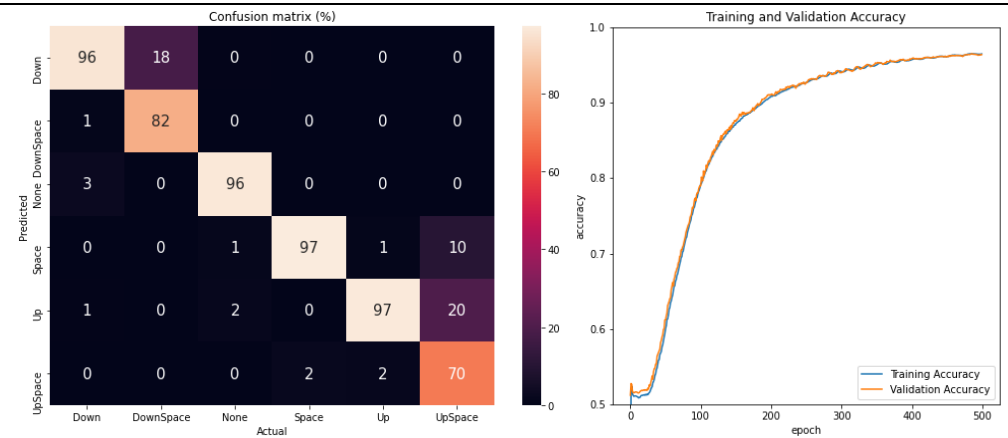 Confusion matrix (%)
Predicted
Down
DownSpace
None
Space
Up
UpSpace
96 18 0 0 0 0
1 82 0 0 0 0
3 0 96 0 0 0
0 0 1 97 1 10
1 0 2 0 97 20
0 0 0 2 2 70
Down DownSpace None Space Up UpSpace
Actual
80
60
40
20
0
Training and Validation Accuracy
accuracy
1.0
0.9
0.8
0.7
0.6
0.5
Training Accuracy
Validation Accuracy
0 100 200 300 400 500
epoch